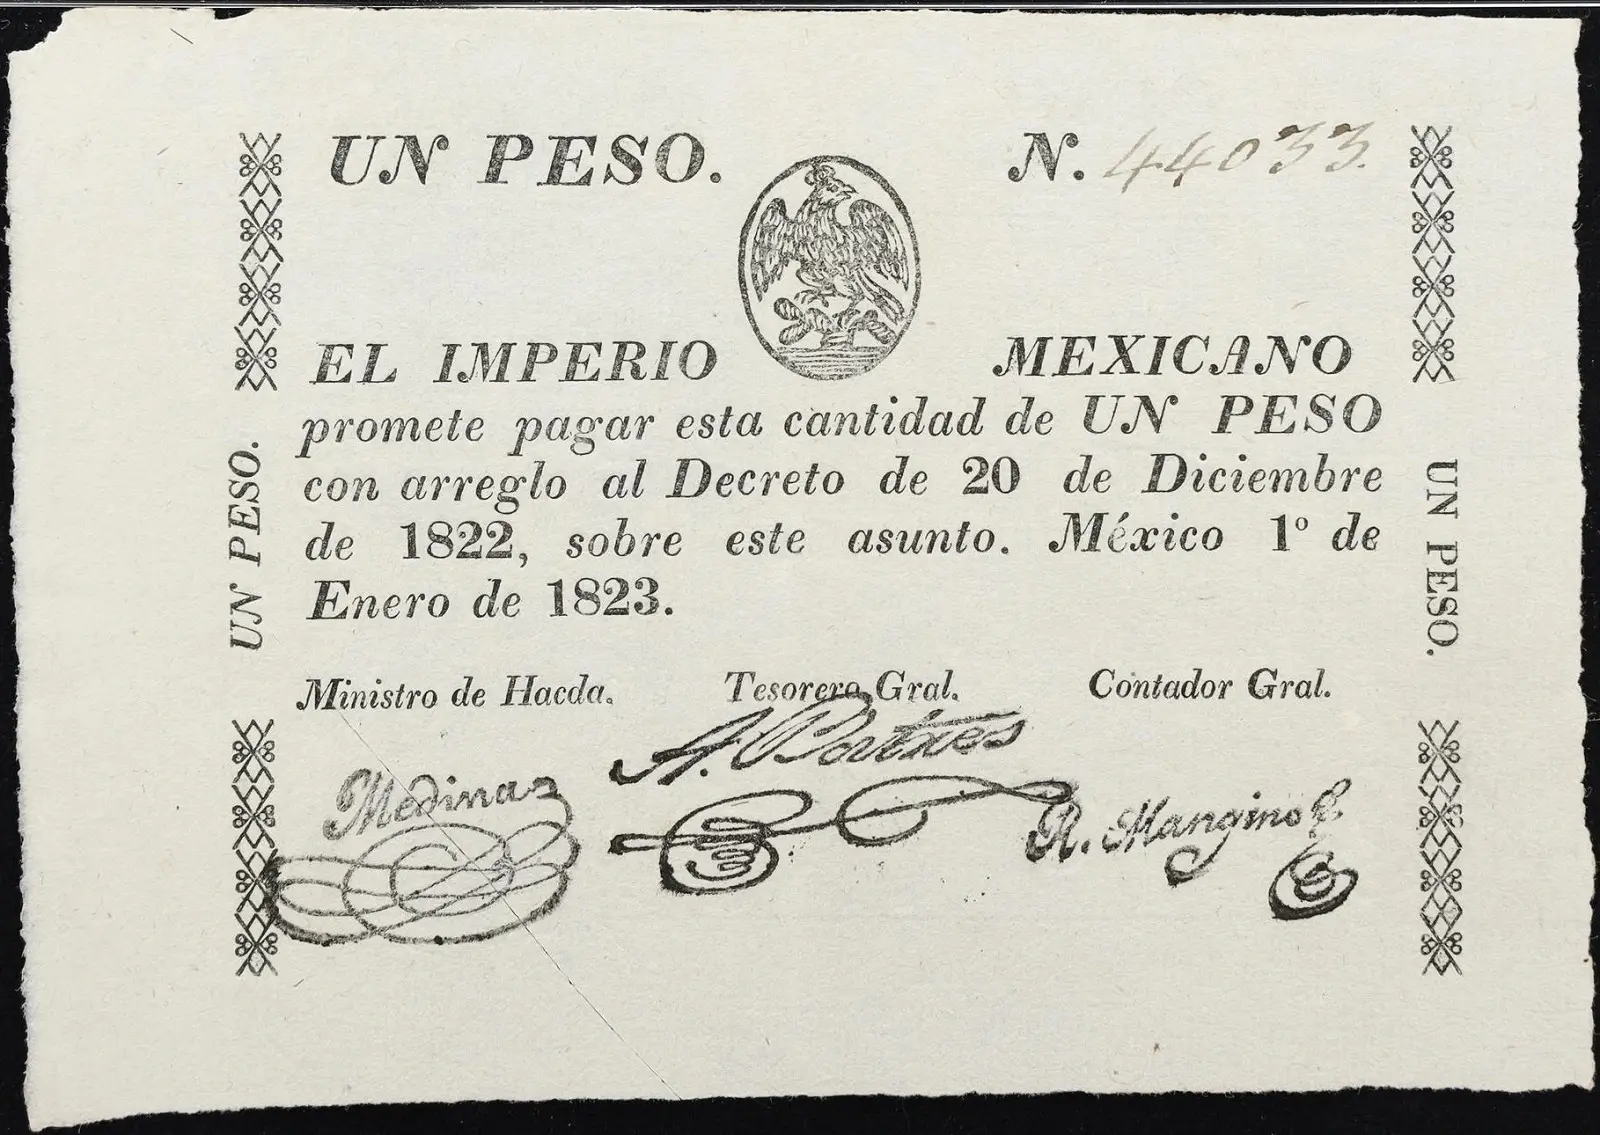 UN PESO. N. 44033.
EL IMPERIO MEXICANO
promete pagar esta cantidad de UN PESO
con arreglo al Decreto de 20 de Diciembre
de 1822, sobre este asunto. México 1º de
Enero de 1823.
UN PESO.
UN PESO.
Ministro de Hacda. Tesorero Gral. Contador Gral.
Medina A. Portxés R. Mangino